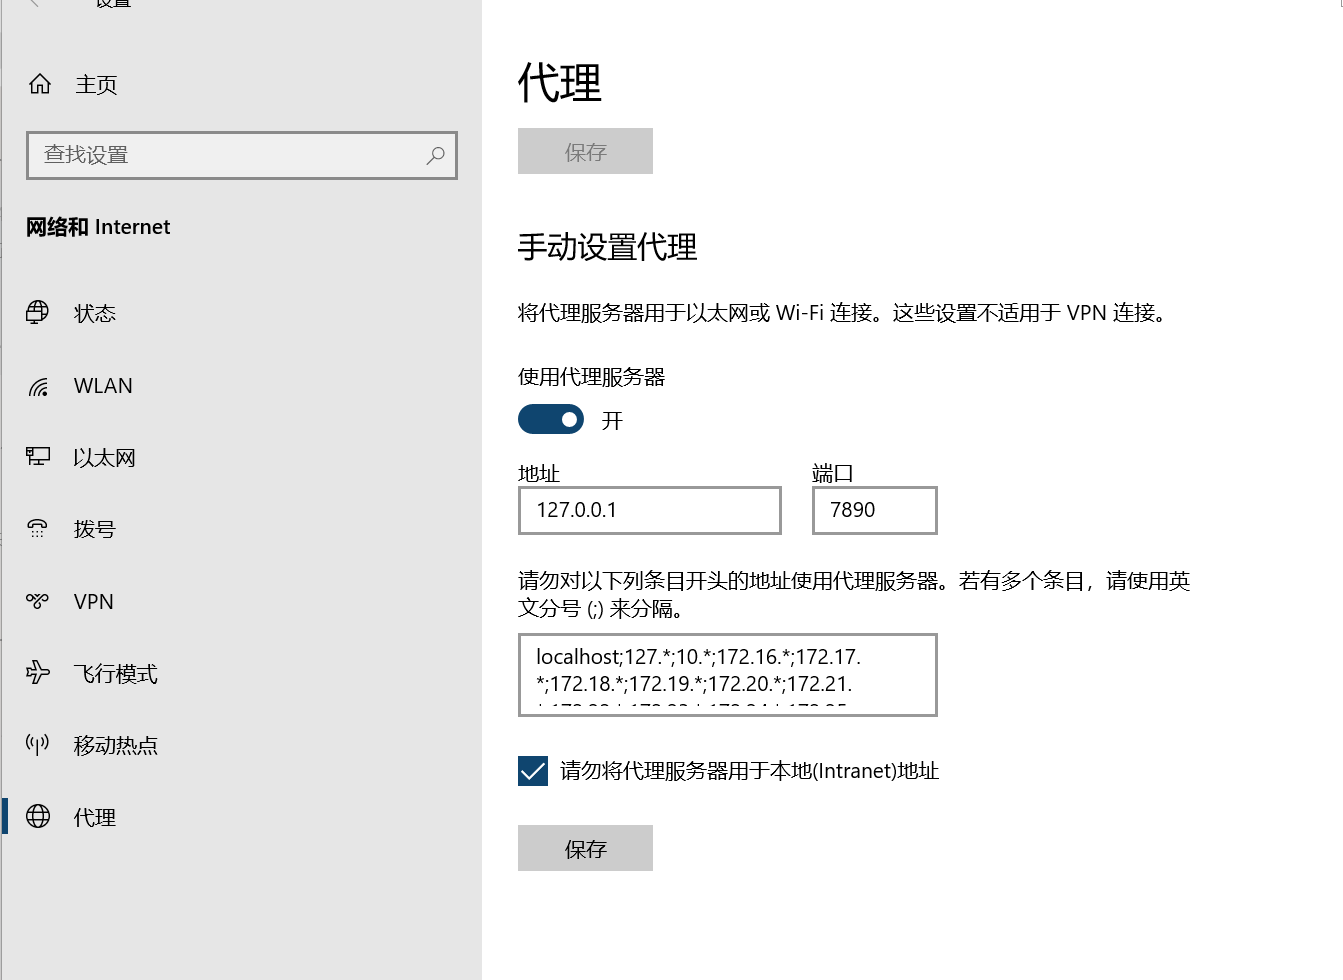 设置
主页
查找设置
网络和 Internet
状态
WLAN
以太网
拨号
VPN
飞行模式
移动热点
代理
代理
保存
手动设置代理
将代理服务器用于以太网或 Wi-Fi 连接。这些设置不适用于 VPN 连接。
使用代理服务器
开
地址
端口
127.0.0.1
7890
请勿对以下列条目开头的地址使用代理服务器。若有多个条目，请使用英
文分号 (;) 来分隔。
localhost;127.*;10.*;172.16.*;172.17.
*;172.18.*;172.19.*;172.20.*;172.21.
请勿将代理服务器用于本地(Intranet)地址
保存